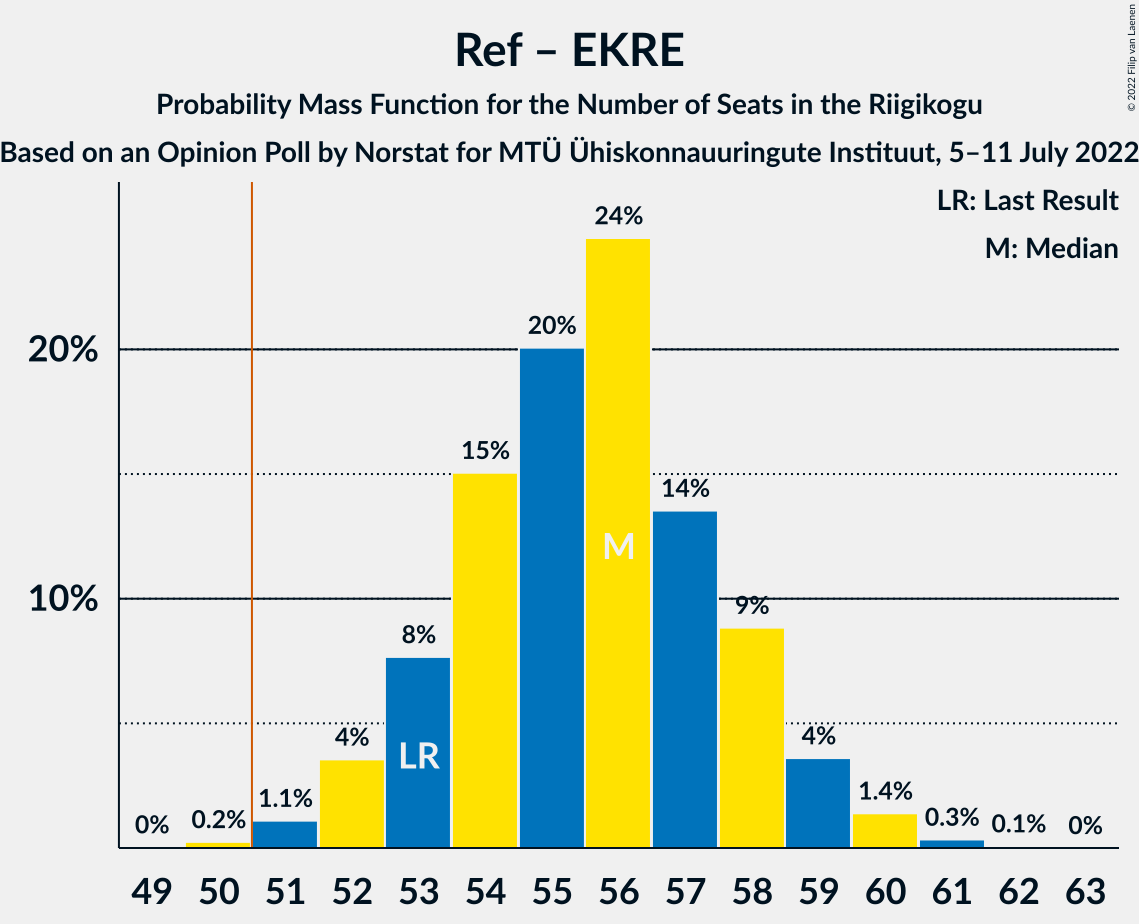 Ref – EKRE
Probability Mass Function for the Number of Seats in the Riigikogu
Based on an Opinion Poll by Norstat for MTÜ Ühiskonnauuringute Instituut, 5–11 July 2022
© 2022 Filip van Laenen
LR: Last Result
M: Median
24%
20%
20%
15%
14%
M
10%
9%
8%
4%
LR
4%
1.1%
1.4%
0%
0.2%
0.3%
0.1%
0%
49 50 51 52 53 54 55 56 57 58 59 60 61 62 63